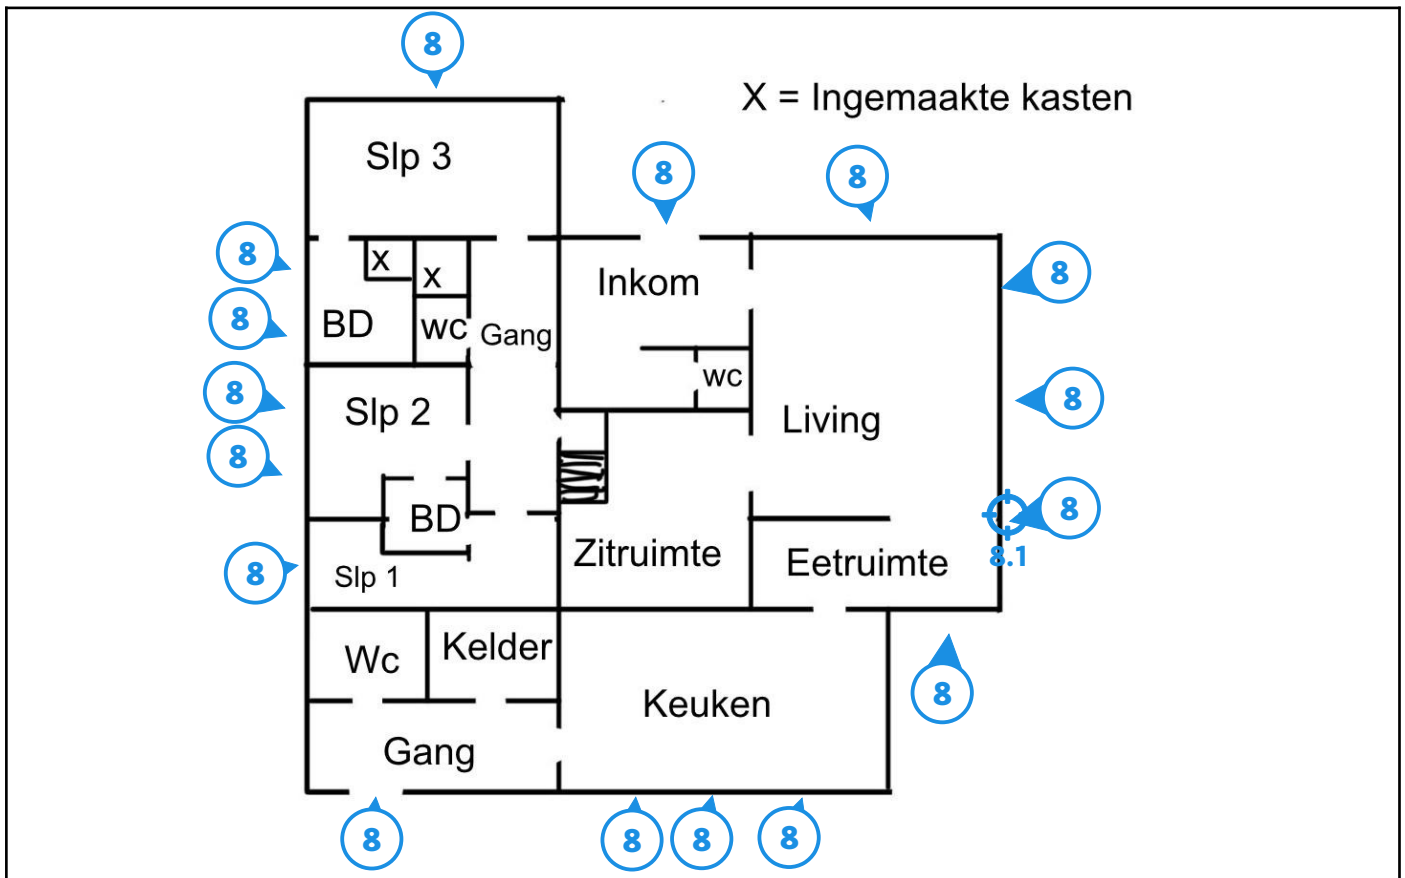 8
X = Ingemaakte kasten
Slp 3
8
8
8
x
x
Inkom
8
8
BD
wc
Gang
wc
8
8
Slp 2
Living
8
BD
8
8.1
Zitruimte
Eetruimte
8
Slp 1
Wc
Kelder
Keuken
8
Gang
8
8
8
8